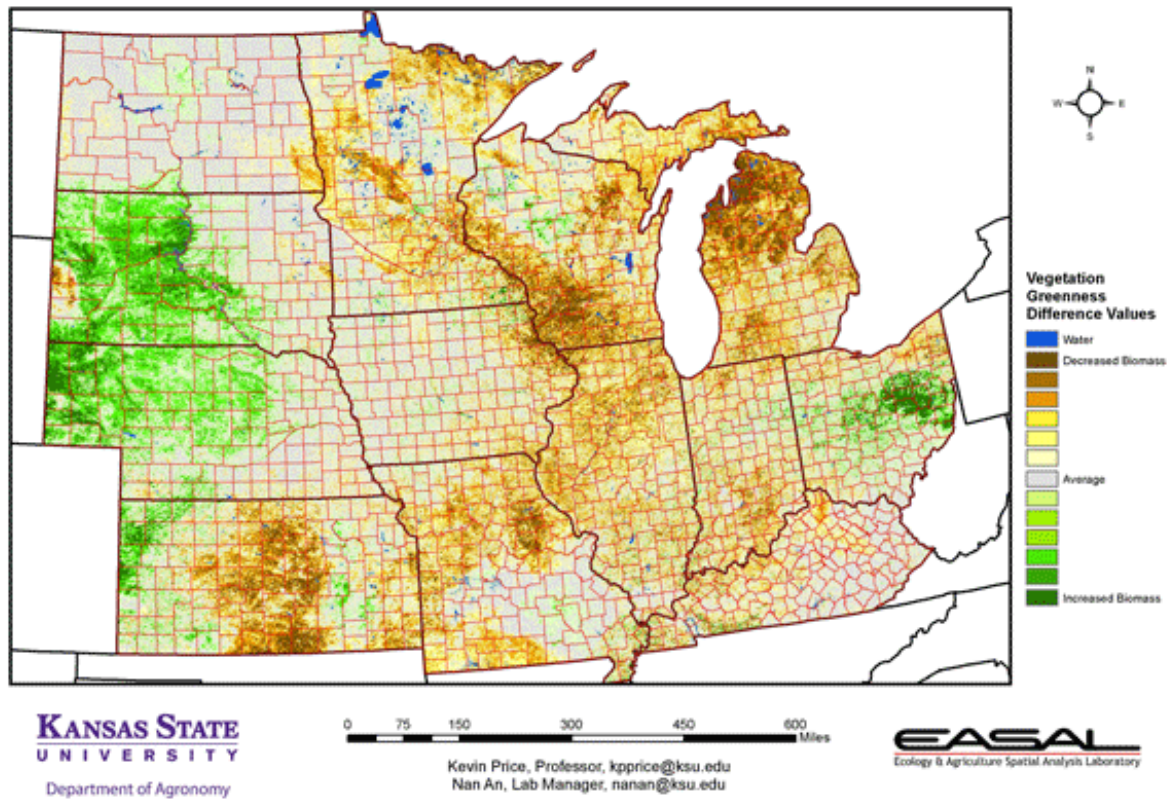 N
W
E
S
Vegetation
Greenness
Difference Values
Water
Decreased Biomass
Average
Increased Biomass
KANSAS STATE
UNIVERSITY
Department of Agronomy
0 75 150 300 450 600
Miles
Kevin Price, Professor, kpprice@ksu.edu
Nan An, Lab Manager, nanan@ksu.edu
EASAL
Ecology & Agriculture Spatial Analysis Laboratory